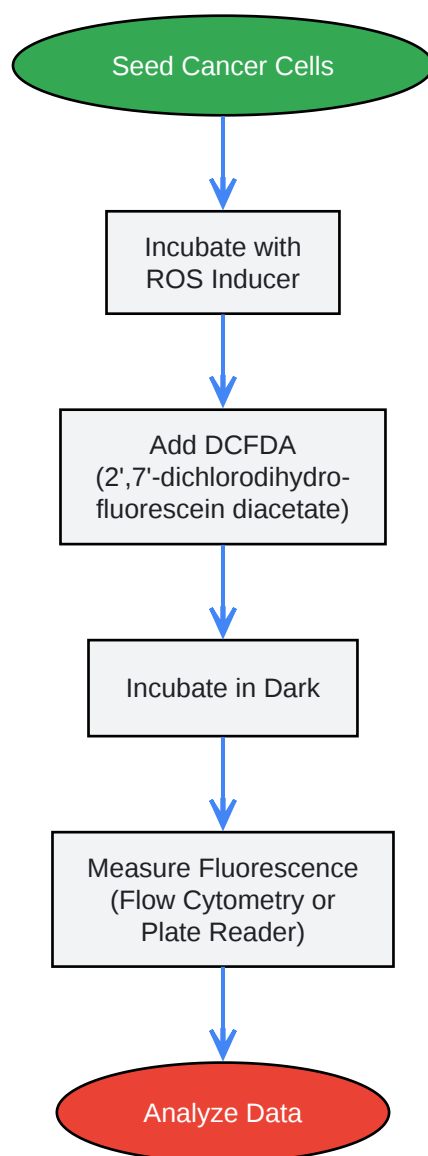 Seed Cancer Cells
Incubate with
ROS Inducer
Add DCFDA
(2',7'-dichlorodihydro-
fluorescein diacetate)
Incubate in Dark
Measure Fluorescence
(Flow Cytometry or
Plate Reader)
Analyze Data